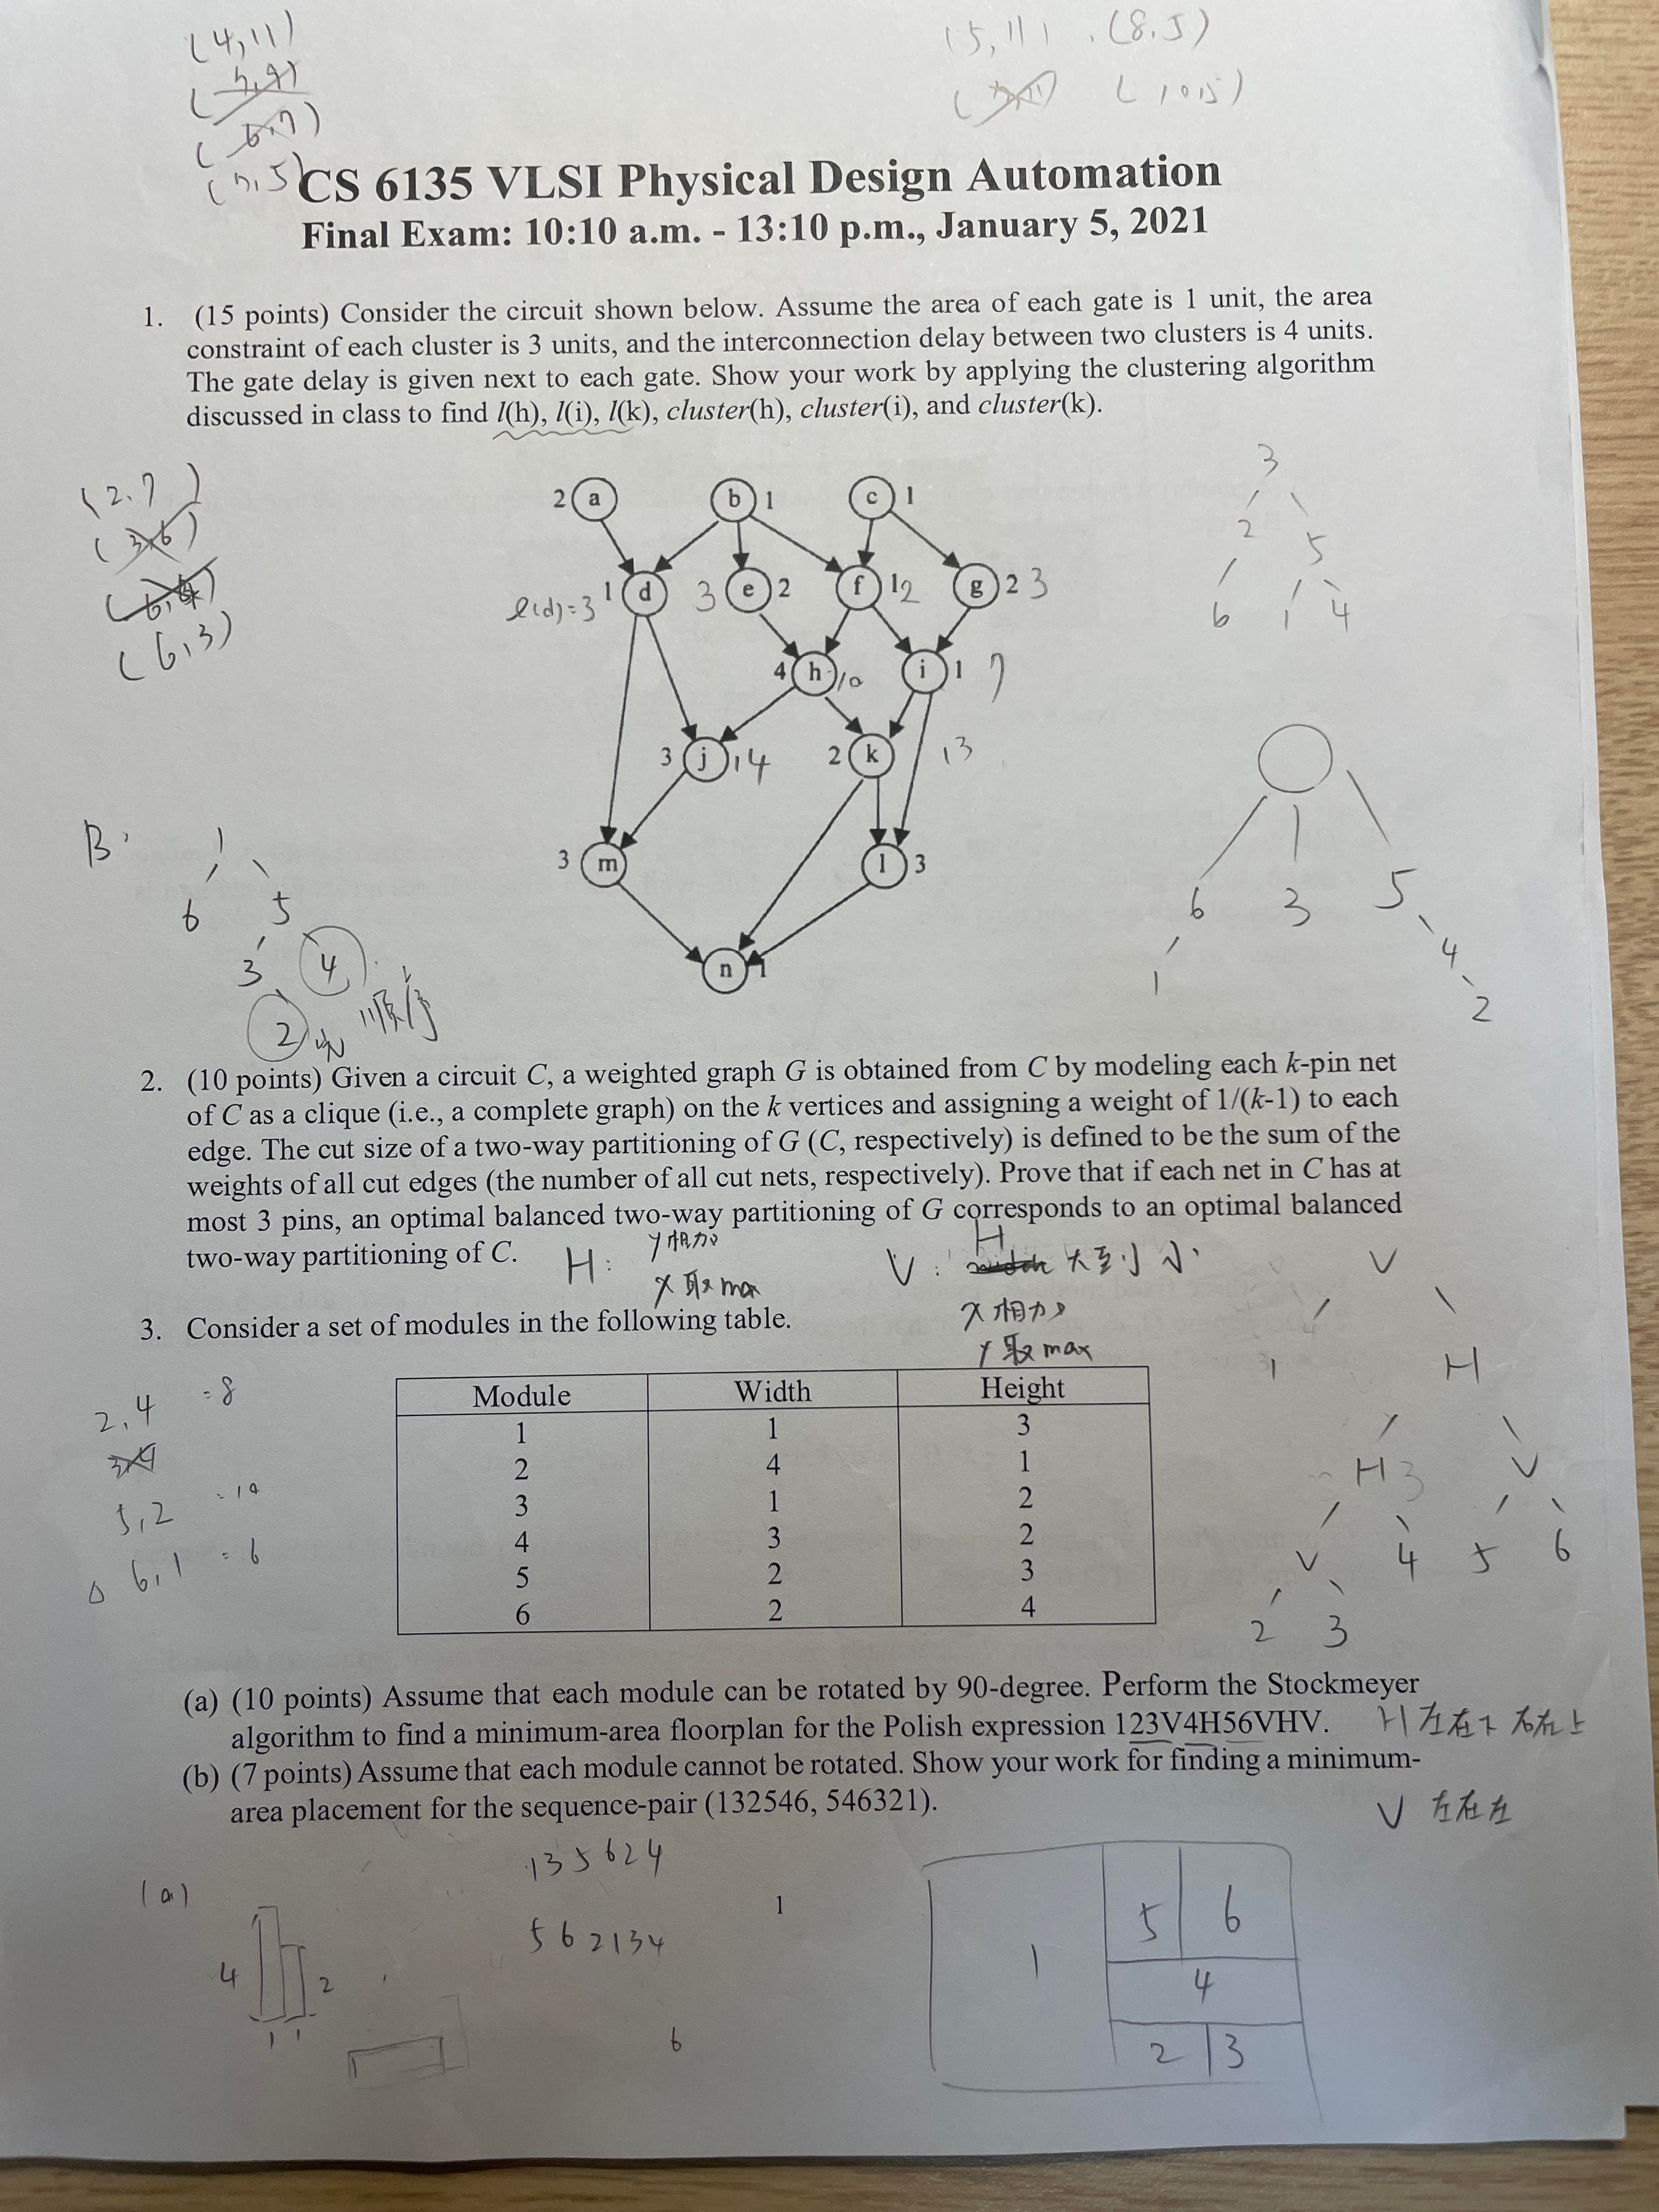 (4,11)
(5,11) . (8,5)
(10,5)
CS 6135 VLSI Physical Design Automation
Final Exam: 10:10 a.m. - 13:10 p.m., January 5, 2021
1. (15 points) Consider the circuit shown below. Assume the area of each gate is 1 unit, the area
constraint of each cluster is 3 units, and the interconnection delay between two clusters is 4 units.
The gate delay is given next to each gate. Show your work by applying the clustering algorithm
discussed in class to find l(h), l(i), l(k), cluster(h), cluster(i), and cluster(k).
3
2 5
6 1 4
(2,7)
(6,3)
2 a b 1 c 1
l(d)=3 1 d 3 e 2 f 1 2 g 2 3
4 h 10 i 1 7
3 j 14 2 k 13
3 m l 3
n 1
B:
1
6 5
3 4
2 順序
6 3 5
1 4
2
2. (10 points) Given a circuit C, a weighted graph G is obtained from C by modeling each k-pin net
of C as a clique (i.e., a complete graph) on the k vertices and assigning a weight of 1/(k-1) to each
edge. The cut size of a two-way partitioning of G (C, respectively) is defined to be the sum of the
weights of all cut edges (the number of all cut nets, respectively). Prove that if each net in C has at
most 3 pins, an optimal balanced two-way partitioning of G corresponds to an optimal balanced
two-way partitioning of C.
H: Y相加
X取max
V: H
大至小
X相加
Y取max
3. Consider a set of modules in the following table.
Module Width Height
1 1 3
2 4 1
3 1 2
4 3 2
5 2 3
6 2 4
2,4 =8
5,2 =10
6,1 =6
V
1 H
H 3 V
V 4 5 6
2 3
(a) (10 points) Assume that each module can be rotated by 90-degree. Perform the Stockmeyer
algorithm to find a minimum-area floorplan for the Polish expression 123V4H56VHV.
H 左在下 右在上
(b) (7 points) Assume that each module cannot be rotated. Show your work for finding a minimum-
area placement for the sequence-pair (132546, 546321).
V 左在左
135624
562134
(a)
4 2
1 1
1
6
1 5 6
4
2 3